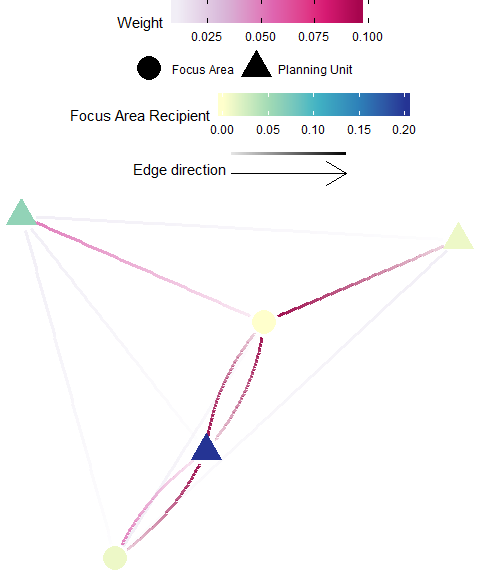 Weight
0.025 0.050 0.075 0.100
Focus Area Planning Unit
Focus Area Recipient
0.00 0.05 0.10 0.15 0.20
Edge direction